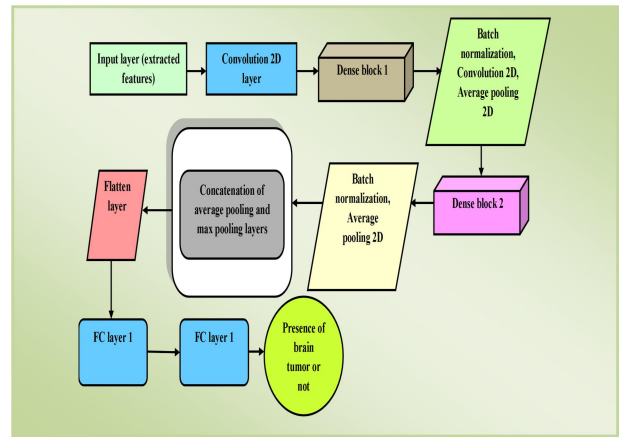 Input layer (extracted
features)
Convolution 2D
layer
Dense block 1
Batch
normalization,
Convolution 2D,
Average pooling
2D
Dense block 2
Batch
normalization,
Average
pooling 2D
Concatenation of
average pooling and
max pooling layers
Flatten
layer
FC layer 1
FC layer 1
Presence of
brain
tumor or
not